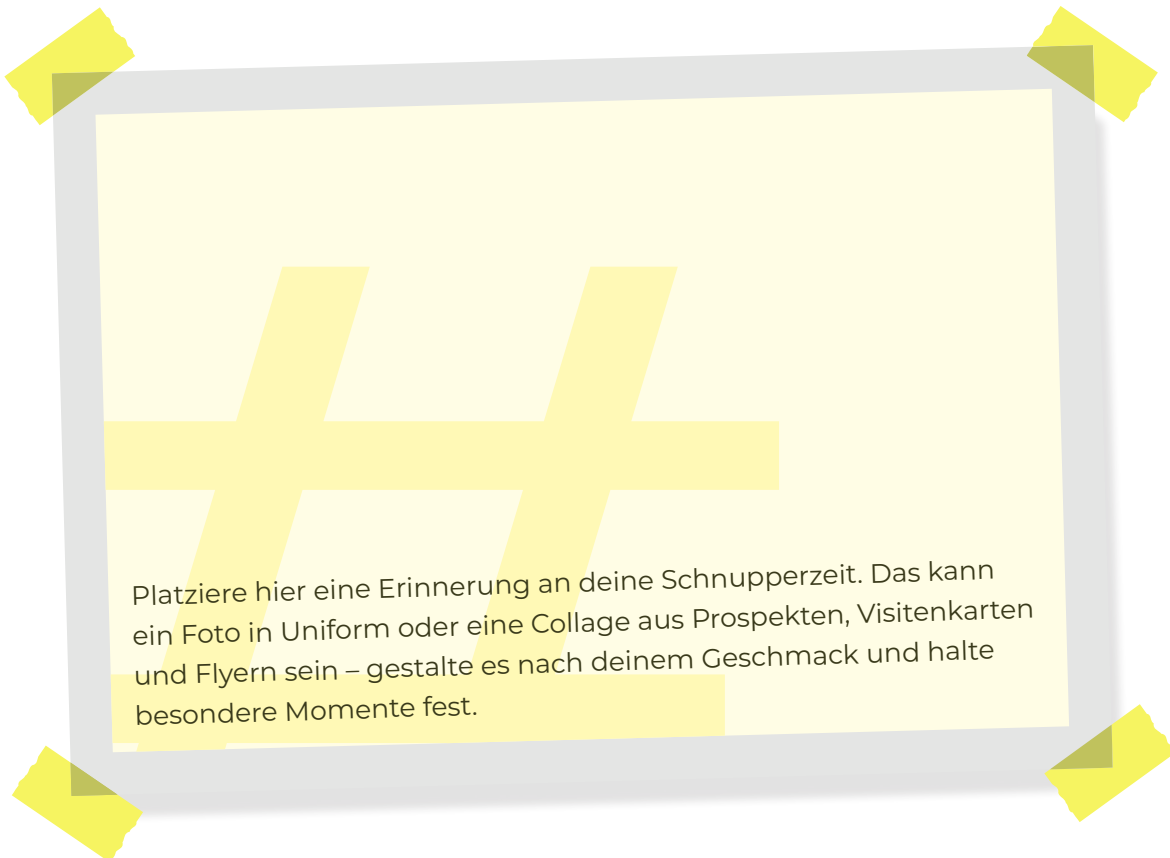 Platziere hier eine Erinnerung an deine Schnupperzeit. Das kann
ein Foto in Uniform oder eine Collage aus Prospekten, Visitenkarten
und Flyern sein – gestalte es nach deinem Geschmack und halte
besondere Momente fest.